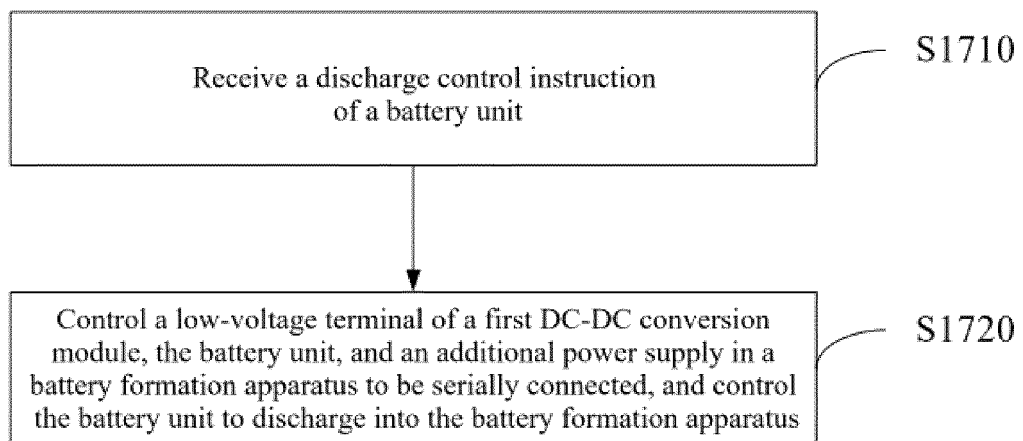 Receive a discharge control instruction
of a battery unit
S1710
Control a low-voltage terminal of a first DC-DC conversion
module, the battery unit, and an additional power supply in a
battery formation apparatus to be serially connected, and control
the battery unit to discharge into the battery formation apparatus
S1720